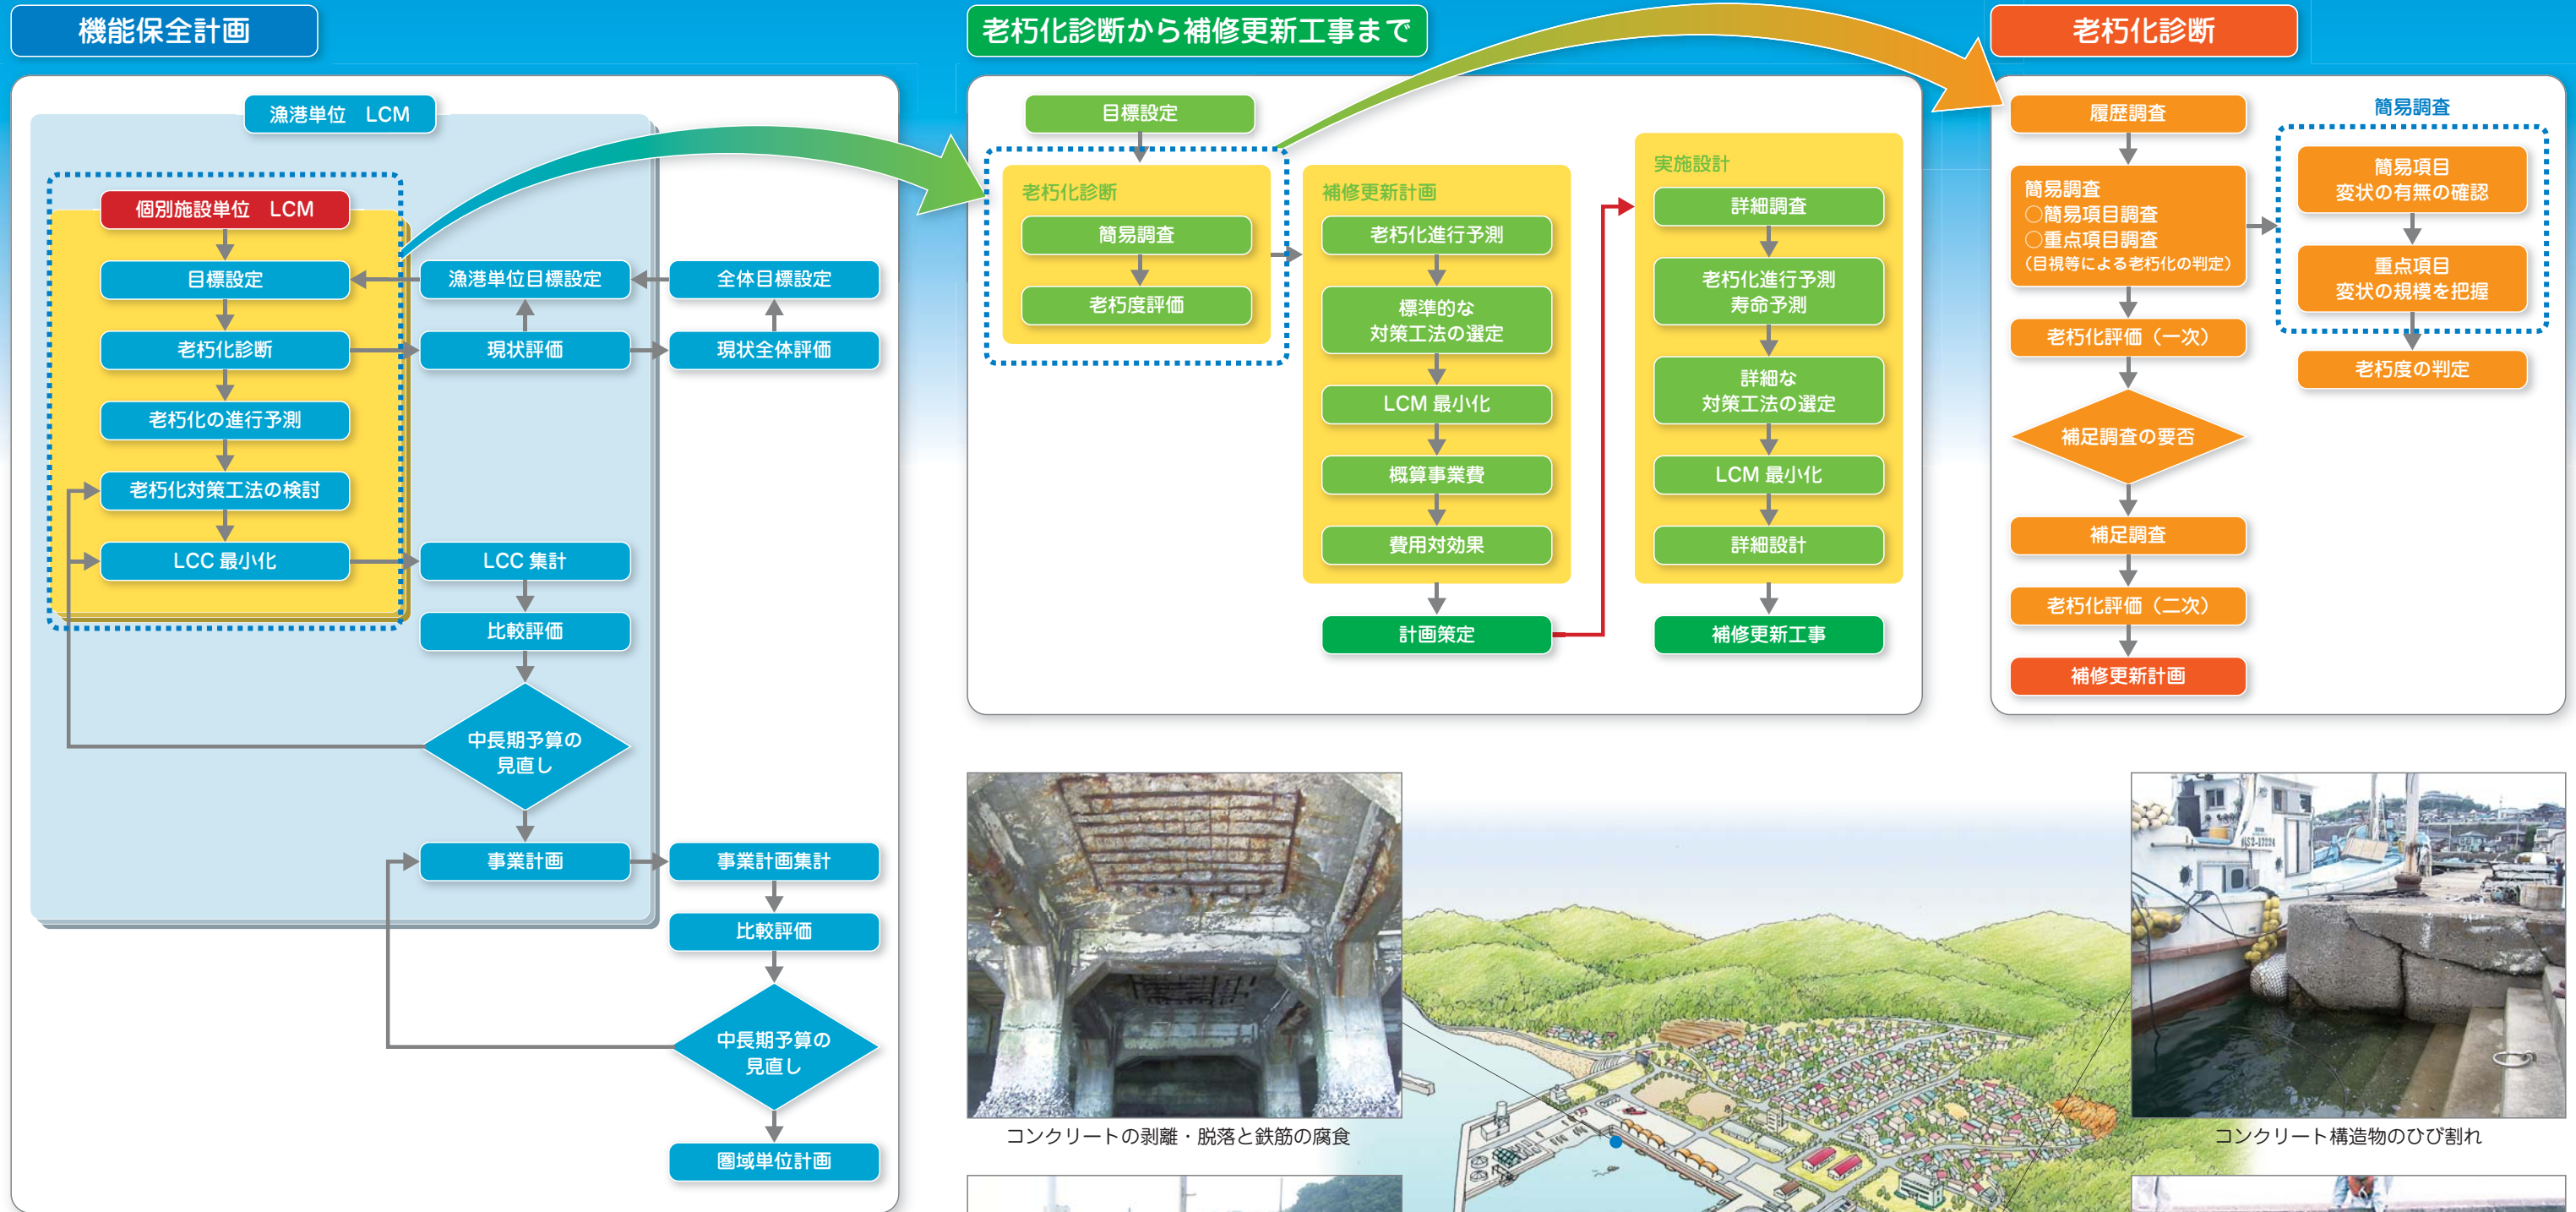 機能保全計画
漁港単位 LCM
個別施設単位 LCM
目標設定
漁港単位目標設定
全体目標設定
老朽化診断
現状評価
現状全体評価
老朽化の進行予測
老朽化対策工法の検討
LCC 最小化
LCC 集計
比較評価
中長期予算の
見直し
事業計画
事業計画集計
比較評価
中長期予算の
見直し
圏域単位計画
老朽化診断から補修更新工事まで
目標設定
老朽化診断
簡易調査
老朽度評価
補修更新計画
老朽化進行予測
標準的な
対策工法の選定
LCM 最小化
概算事業費
費用対効果
計画策定
実施設計
詳細調査
老朽化進行予測
寿命予測
詳細な
対策工法の選定
LCM 最小化
詳細設計
補修更新工事
老朽化診断
履歴調査
簡易調査
○簡易項目調査
○重点項目調査
(目視等による老朽化の判定)
老朽化評価（一次）
補足調査の要否
補足調査
老朽化評価（二次）
補修更新計画
簡易調査
簡易項目
変状の有無の確認
重点項目
変状の規模を把握
老朽度の判定
コンクリートの剥離・脱落と鉄筋の腐食
コンクリート構造物のひび割れ